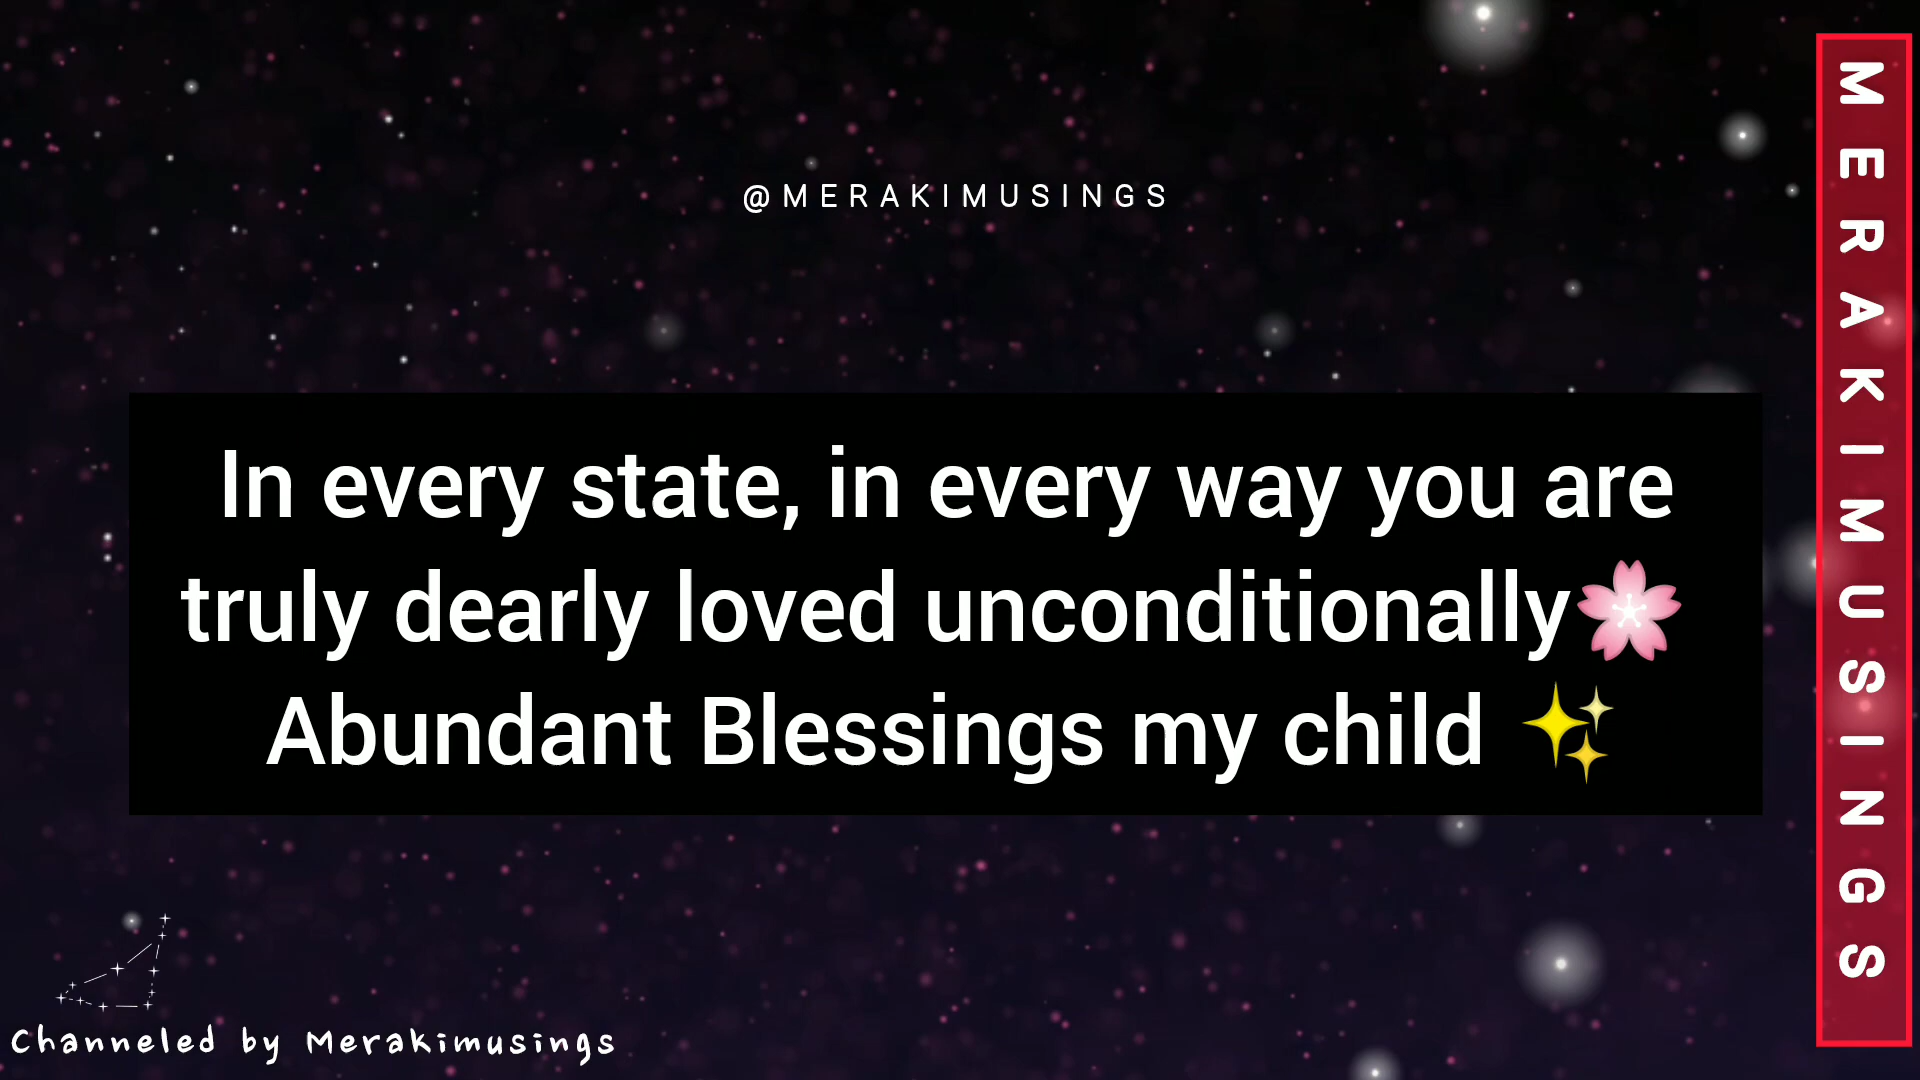 @MERAKIMUSINGS
In every state, in every way you are
truly dearly loved unconditionally🌸
Abundant Blessings my child ✨
MERAKIMUSINGS
Channeled by Merakimusings